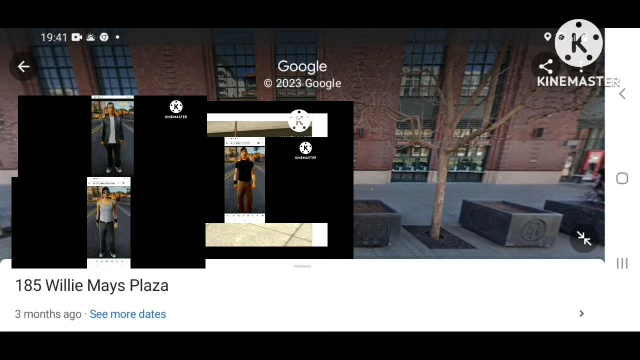 19:41
Google
© 2023 Google
K
KINEMASTER
KINEMASTER
K
K
KINEMASTER
185 Willie Mays Plaza
3 months ago · See more dates